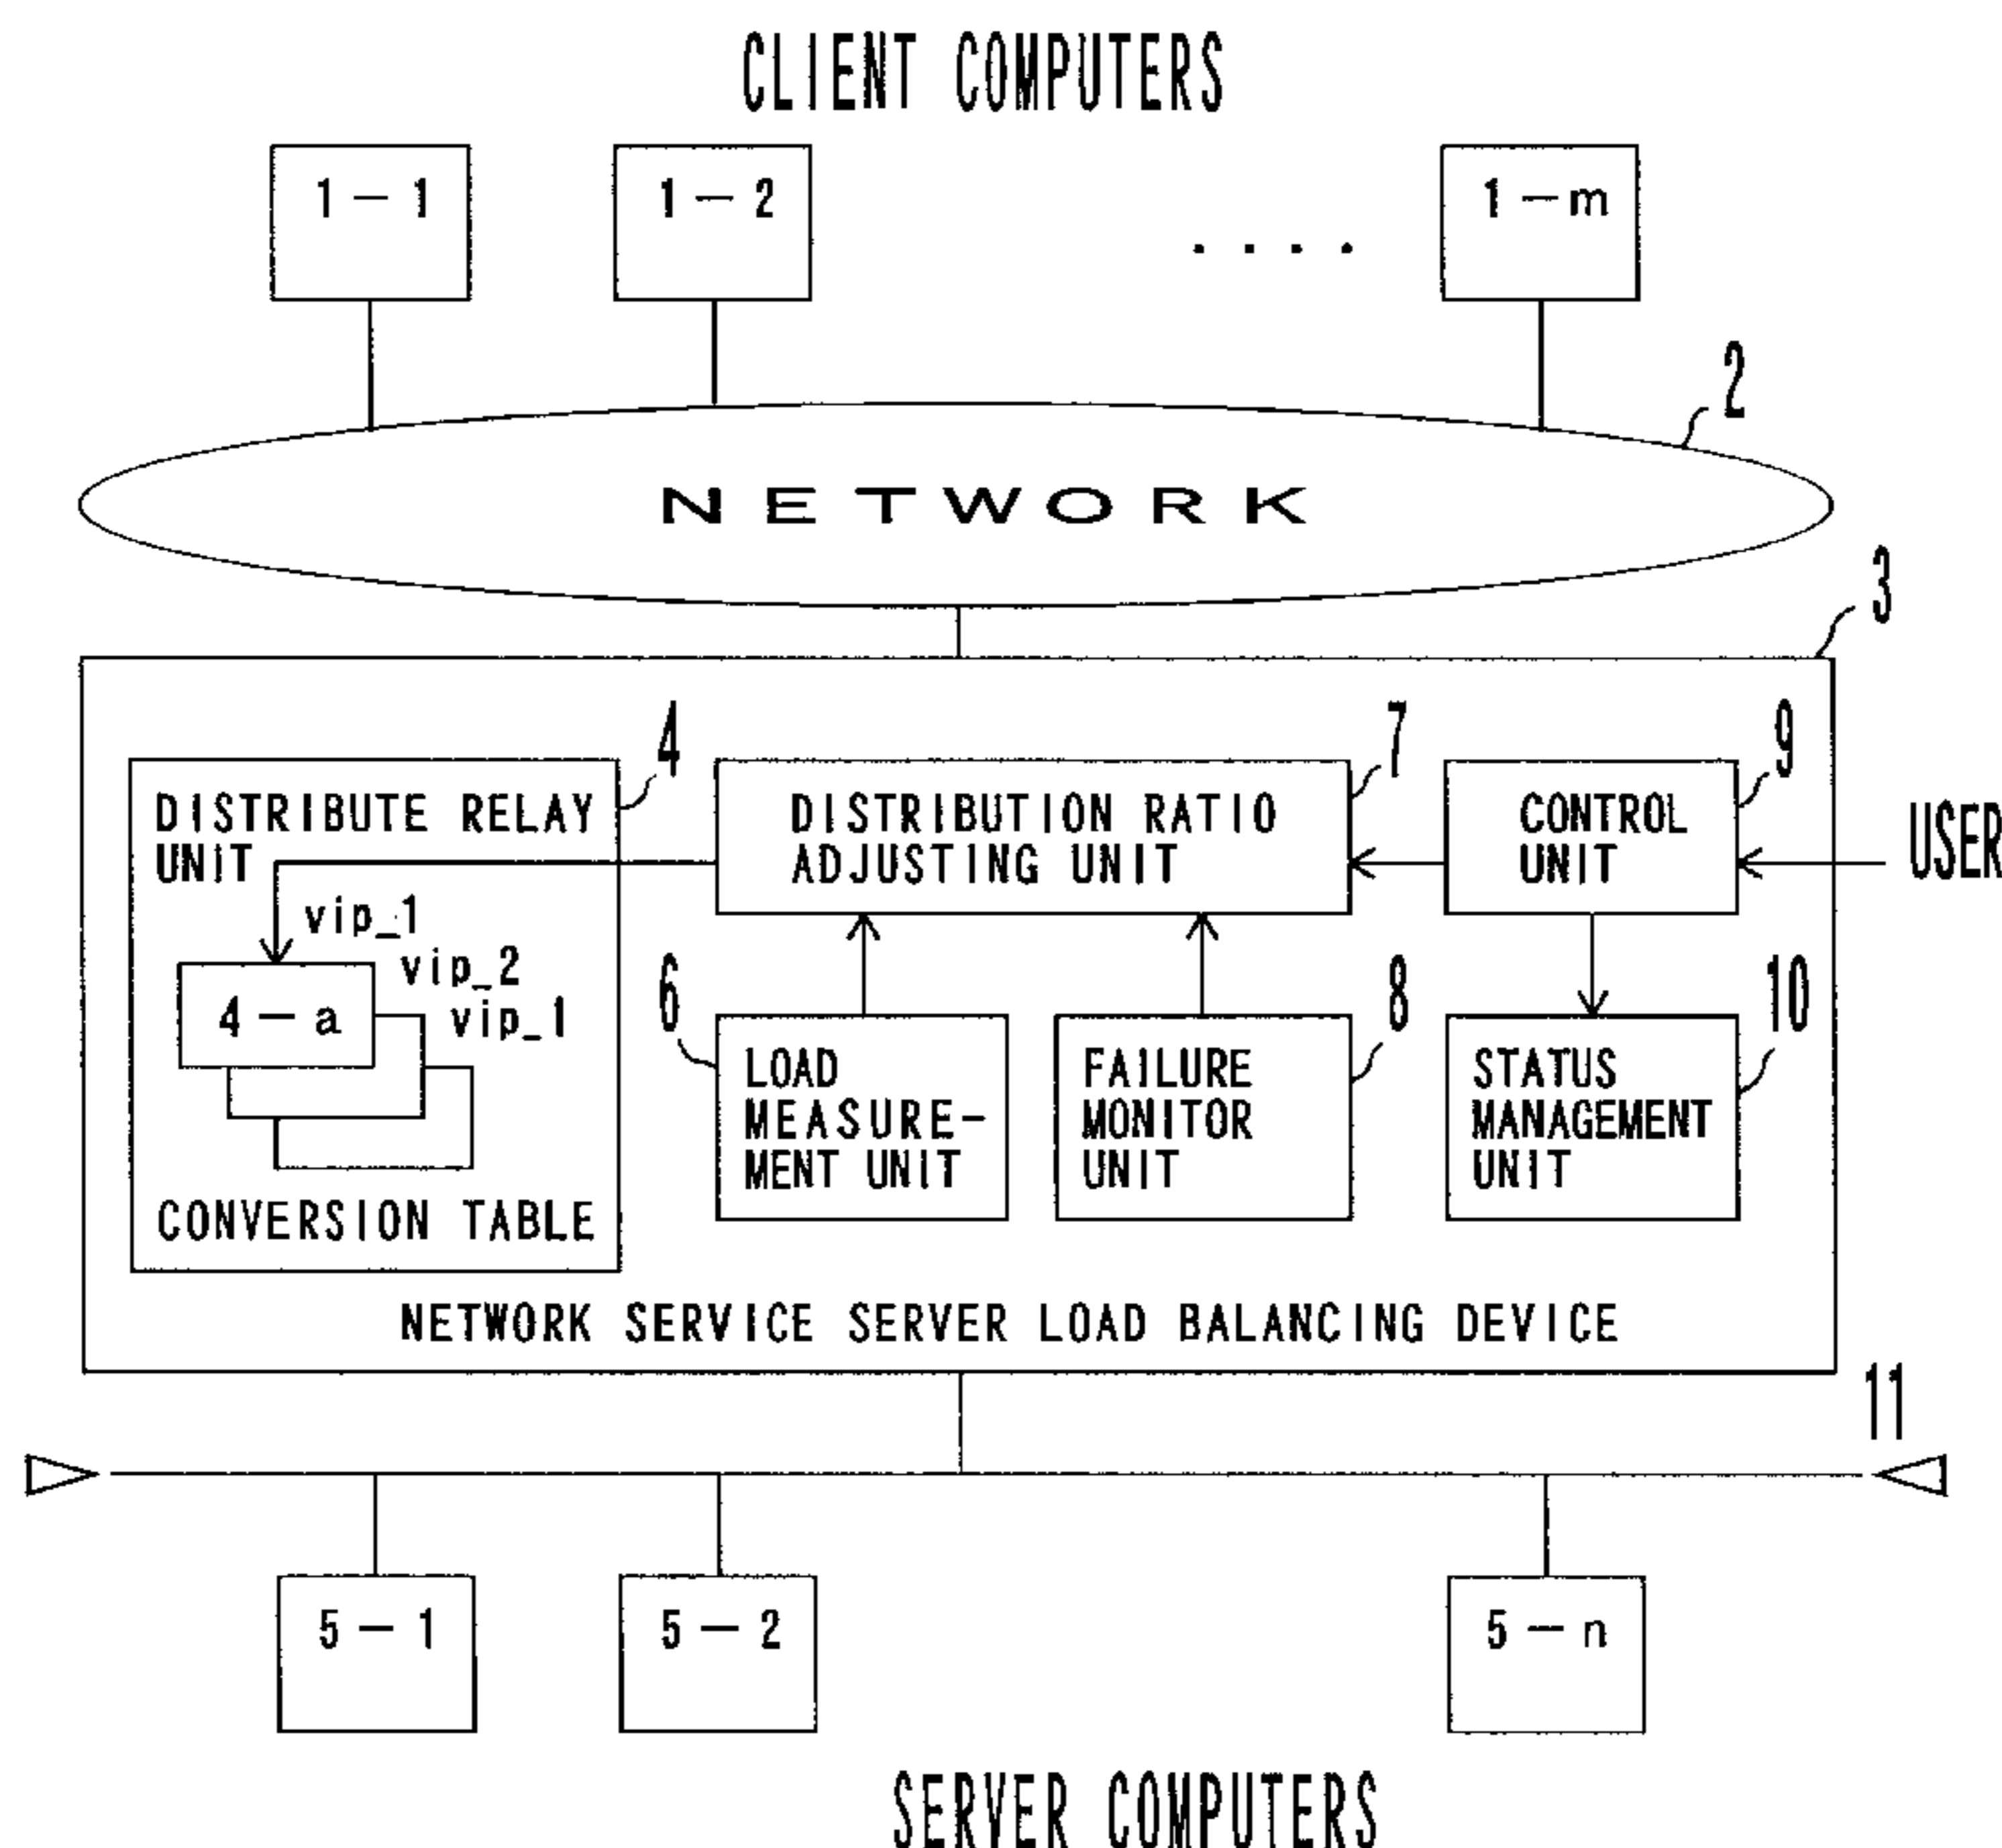 CLIENT COMPUTERS
1-1
1-2
1-m
2
NETWORK
3
4
7
9
DISTRIBUTE RELAY
UNIT
DISTRIBUTION RATIO
ADJUSTING UNIT
CONTROL
UNIT
USER
vip_1
vip_2
vip_1
4-a
6
8
10
LOAD
MEASURE-
MENT UNIT
FAILURE
MONITOR
UNIT
STATUS
MANAGEMENT
UNIT
CONVERSION TABLE
NETWORK SERVICE SERVER LOAD BALANCING DEVICE
11
5-1
5-2
5-n
SERVER COMPUTERS